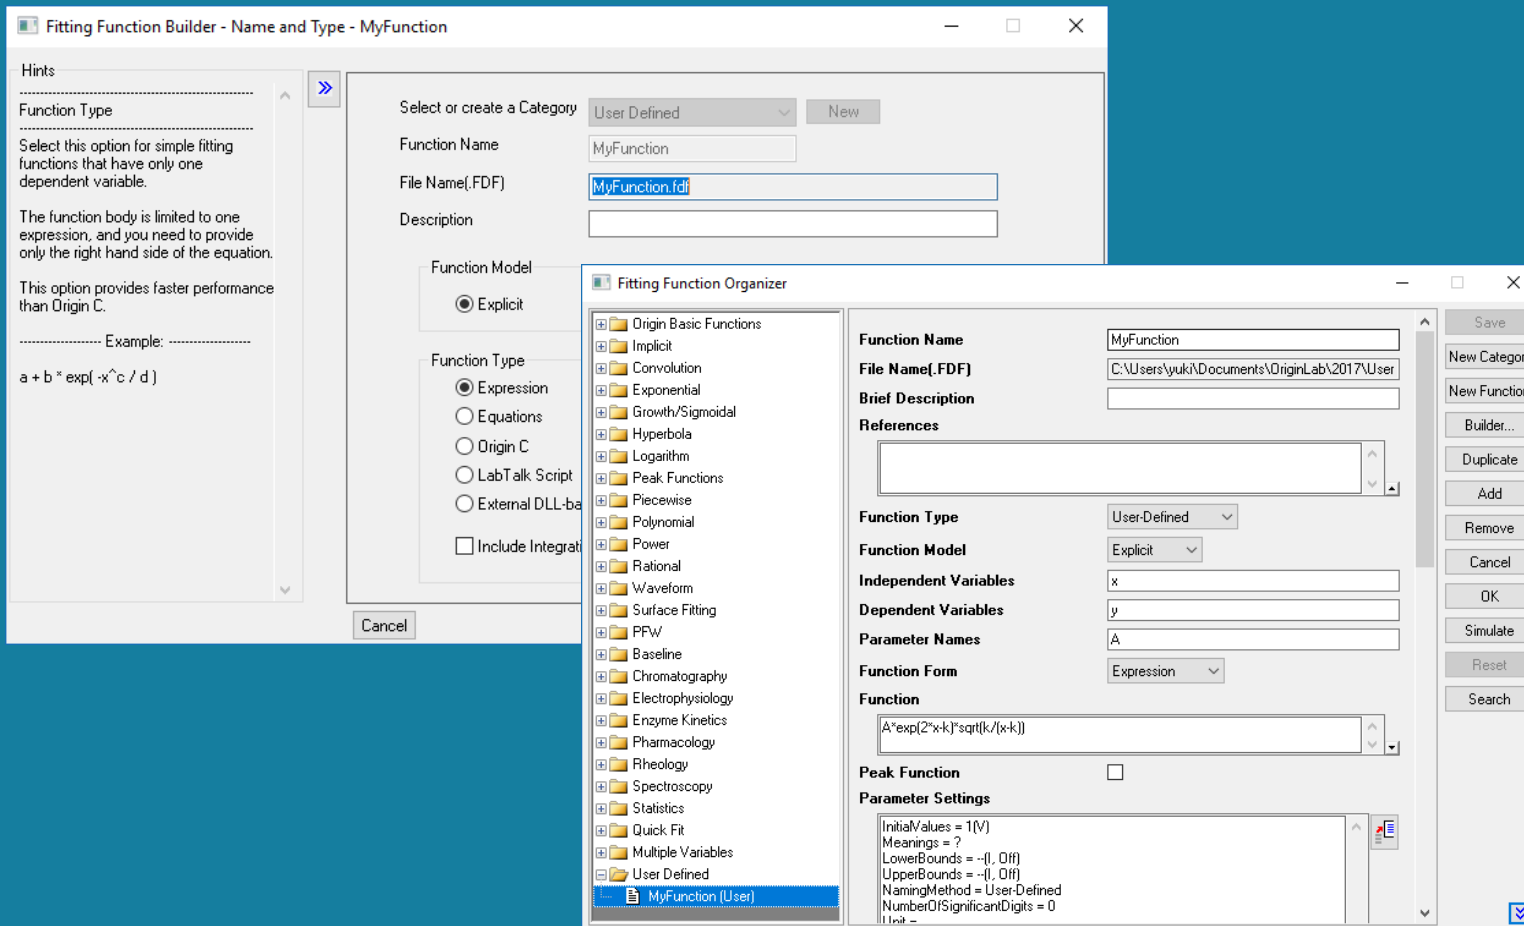 Fitting Function Builder - Name and Type - MyFunction
Hints
Function Type
Select this option for simple fitting
functions that have only one
dependent variable.
The function body is limited to one
expression, and you need to provide
only the right hand side of the equation.
This option provides faster performance
than Origin C.
-------------------- Example: --------------------
a + b * exp( -x^c / d )
Select or create a Category
User Defined
New
Function Name
MyFunction
File Name(.FDF)
MyFunction.fdf
Description
Function Model
Explicit
Function Type
Expression
Equations
Origin C
LabTalk Script
External DLL-ba
Include Integrati
Cancel
Fitting Function Organizer
Origin Basic Functions
Implicit
Convolution
Exponential
Growth/Sigmoidal
Hyperbola
Logarithm
Peak Functions
Piecewise
Polynomial
Power
Rational
Waveform
Surface Fitting
PFW
Baseline
Chromatography
Electrophysiology
Enzyme Kinetics
Pharmacology
Rheology
Spectroscopy
Statistics
Quick Fit
Multiple Variables
User Defined
MyFunction (User)
Function Name
MyFunction
File Name(.FDF)
C:\Users\yuki\Documents\OriginLab\2017\User
Brief Description
References
Function Type
User-Defined
Function Model
Explicit
Independent Variables
x
Dependent Variables
y
Parameter Names
A
Function Form
Expression
Function
A*exp(2*x-k)*sqrt(k/(x-k))
Peak Function
Parameter Settings
InitialValues = 1(V)
Meanings = ?
LowerBounds = --(I, Off)
UpperBounds = --(I, Off)
NamingMethod = User-Defined
NumberOfSignificantDigits = 0
Unit =
Save
New Categor
New Functio
Builder...
Duplicate
Add
Remove
Cancel
OK
Simulate
Reset
Search